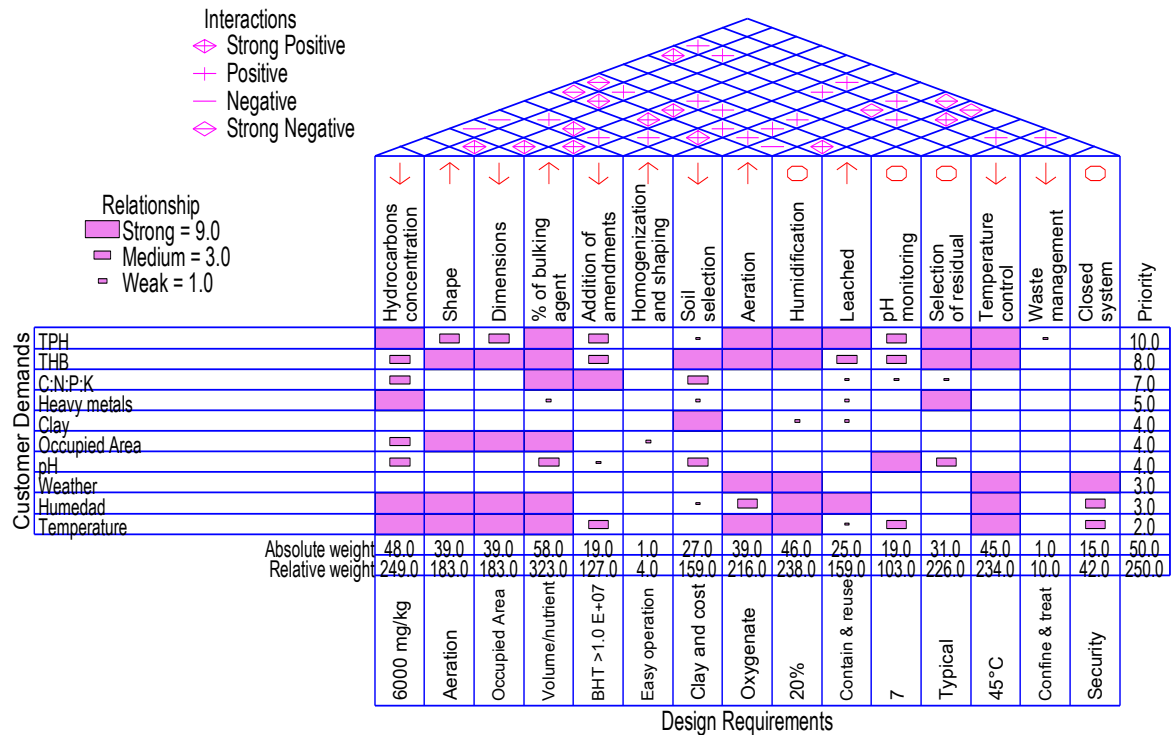 Interactions
Strong Positive
Positive
Negative
Strong Negative
Relationship
Strong = 9.0
Medium = 3.0
Weak = 1.0
Hydrocarbons
concentration
Shape
Dimensions
% of bulking
agent
Addition of
amendments
Homogenization
and shaping
Soil
selection
Aeration
Humidification
Leached
pH
monitoring
Selection
of residual
Temperature
control
Waste
management
Closed
system
Priority
Customer Demands
TPH 10.0
THB 8.0
C:N:P:K 7.0
Heavy metals 5.0
Clay 4.0
Occupied Area 4.0
pH 4.0
Weather 3.0
Humedad 3.0
Temperature 2.0
Absolute weight 48.0 39.0 39.0 58.0 19.0 1.0 27.0 39.0 46.0 25.0 19.0 31.0 45.0 1.0 15.0 50.0
Relative weight 249.0 183.0 183.0 323.0 127.0 4.0 159.0 216.0 238.0 159.0 103.0 226.0 234.0 10.0 42.0 250.0
6000 mg/kg
Aeration
Occupied Area
Volume/nutrient
BHT >1.0 E+07
Easy operation
Clay and cost
Oxygenate
20%
Contain & reuse
7
Typical
45°C
Confine & treat
Security
Design Requirements